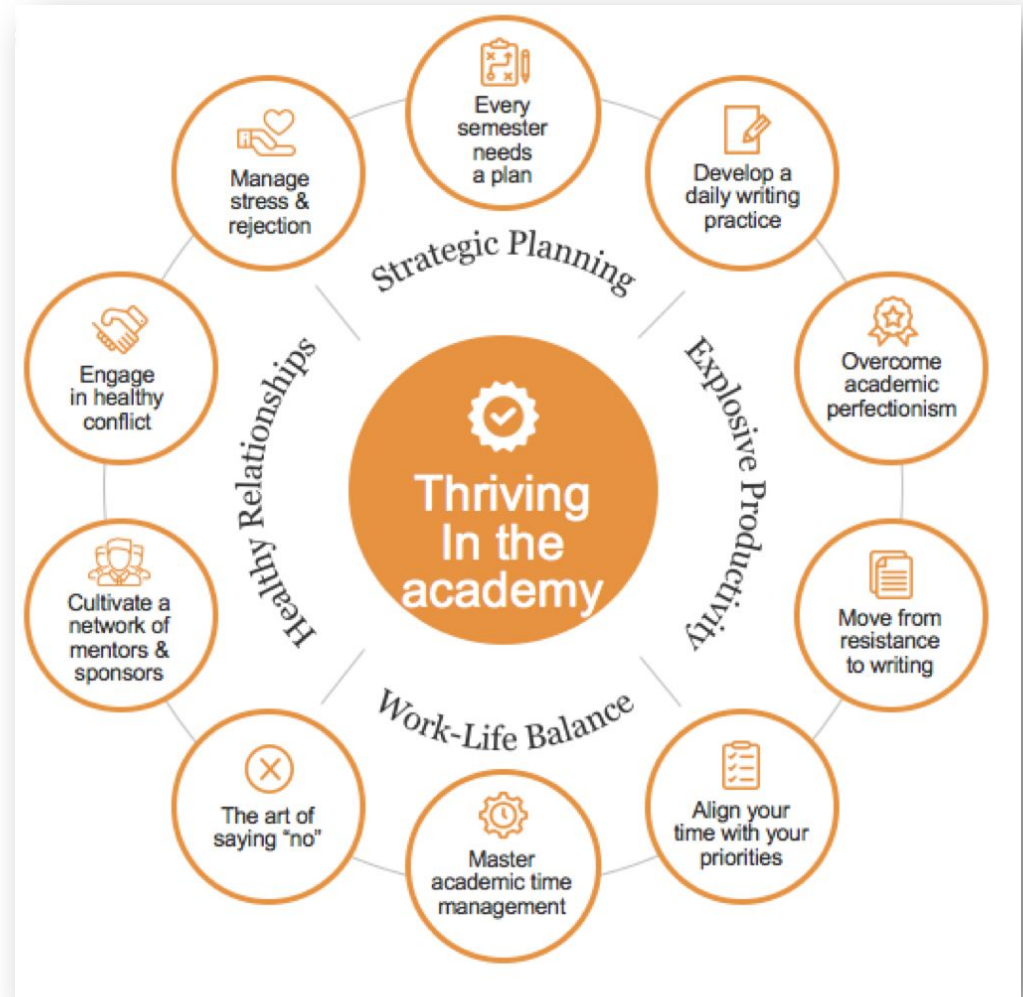 Every
semester
needs
a plan
Develop a
daily writing
practice
Overcome
academic
perfectionism
Move from
resistance
to writing
Align your
time with your
priorities
Master
academic time
management
The art of
saying “no”
Cultivate a
network of
mentors &
sponsors
Engage
in healthy
conflict
Manage
stress &
rejection
Strategic Planning
Explosive Productivity
Work-Life Balance
Healthy Relationships
Thriving
In the
academy